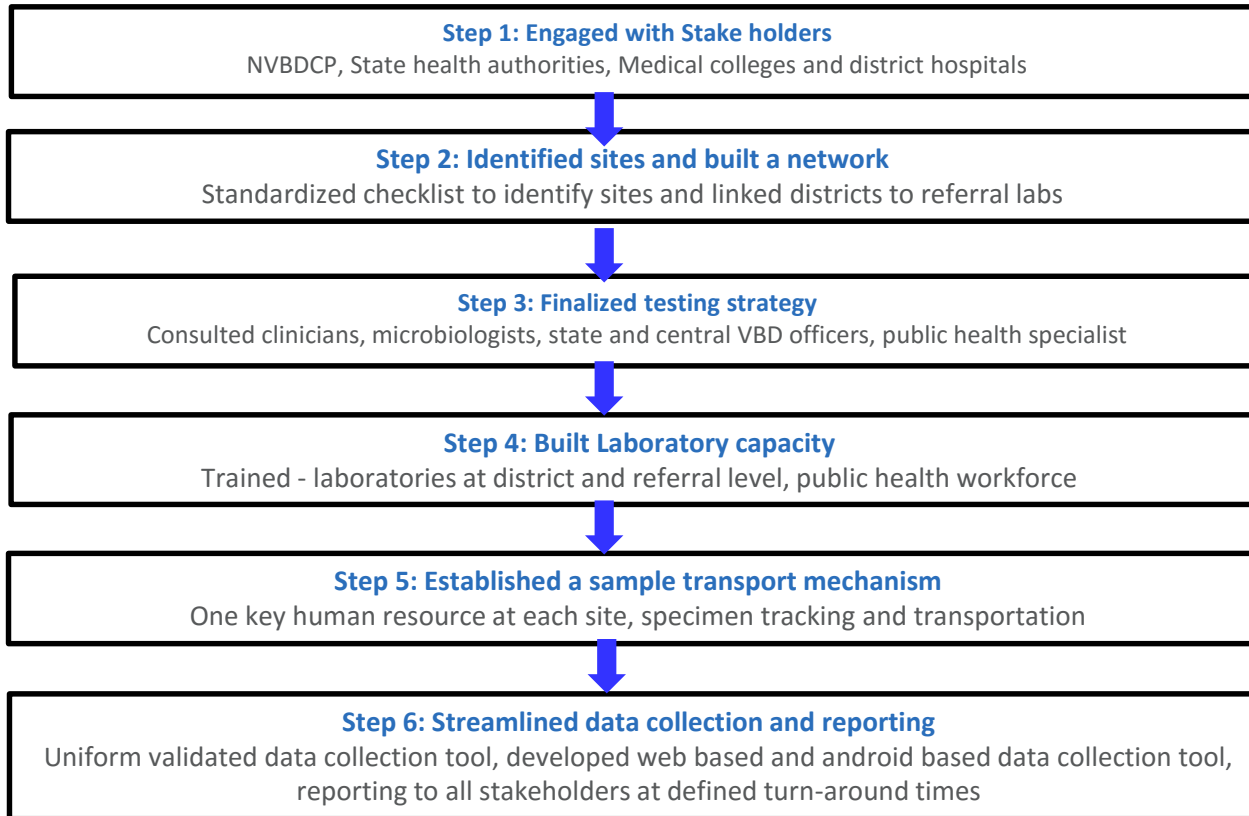 Step 1: Engaged with Stake holders
NVBDCP, State health authorities, Medical colleges and district hospitals
Step 2: Identified sites and built a network
Standardized checklist to identify sites and linked districts to referral labs
Step 3: Finalized testing strategy
Consulted clinicians, microbiologists, state and central VBD officers, public health specialist
Step 4: Built Laboratory capacity
Trained - laboratories at district and referral level, public health workforce
Step 5: Established a sample transport mechanism
One key human resource at each site, specimen tracking and transportation
Step 6: Streamlined data collection and reporting
Uniform validated data collection tool, developed web based and android based data collection tool,
reporting to all stakeholders at defined turn-around times